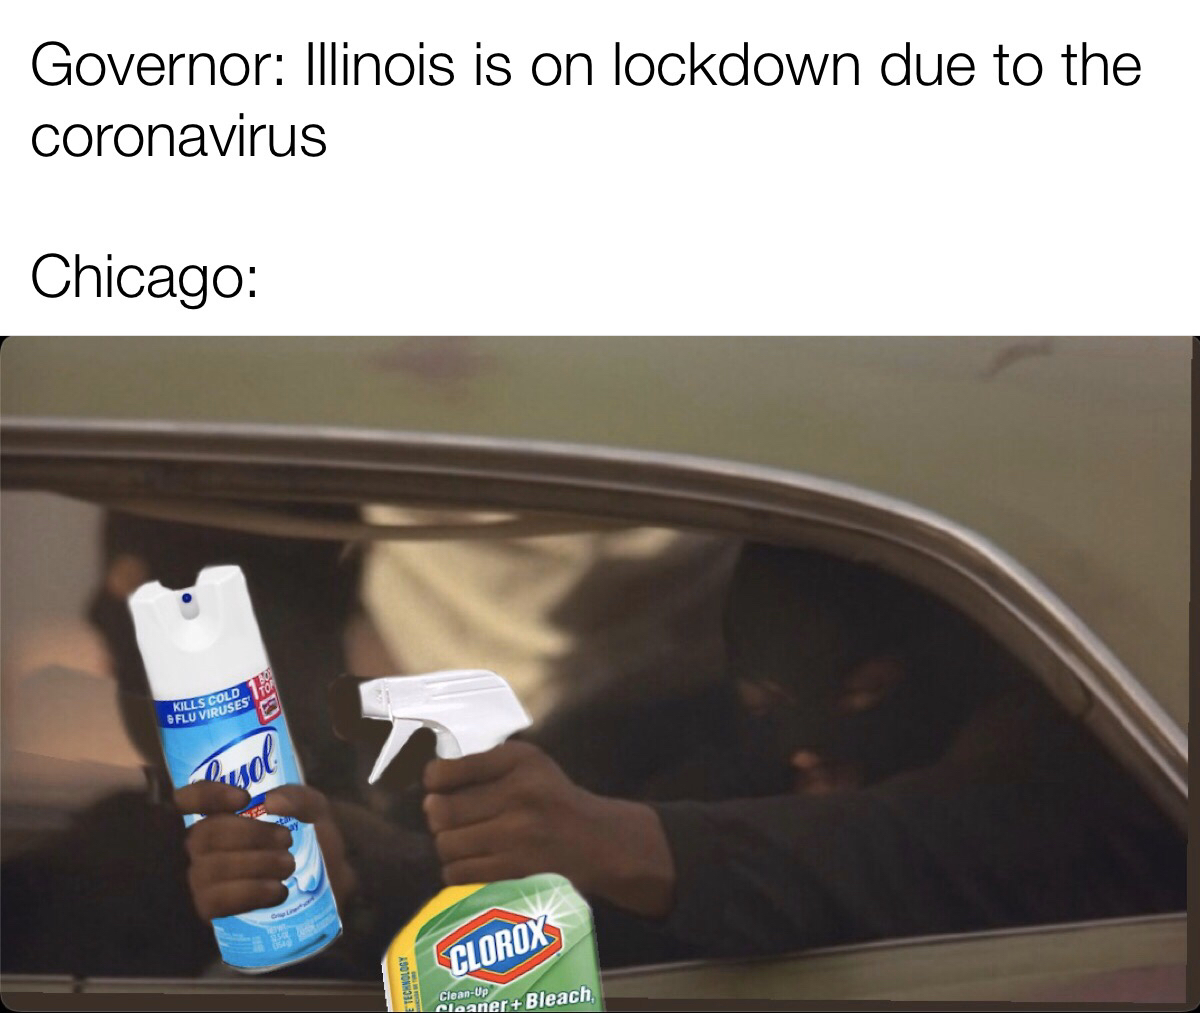 Governor: Illinois is on lockdown due to the
coronavirus
Chicago:
KILLS COLD
& FLU VIRUSES
Lysol
CLOROX
TECHNOLOGY
Clean-Up
Cleaner + Bleach